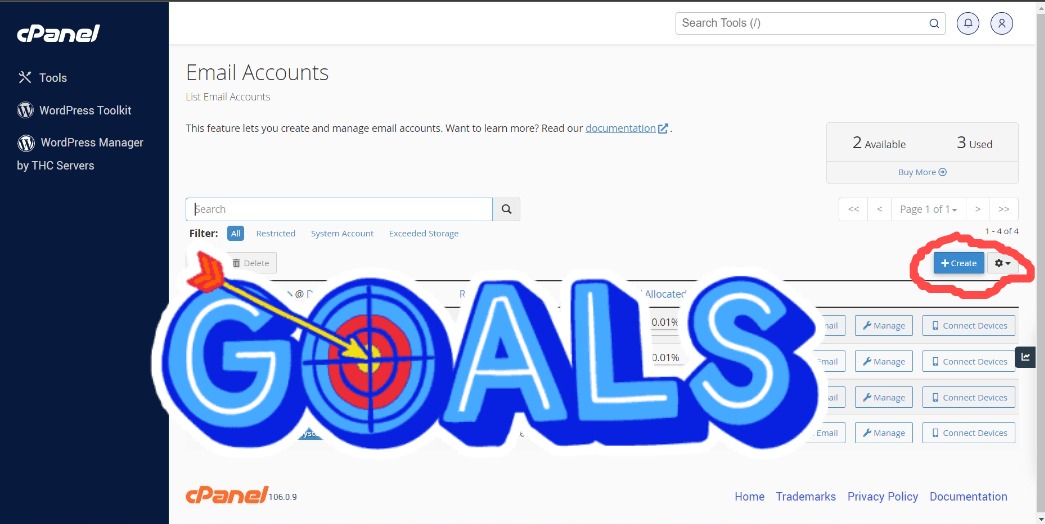 cPanel
Search Tools (/)
Tools
WordPress Toolkit
WordPress Manager
by THC Servers
Email Accounts
List Email Accounts
This feature lets you create and manage email accounts. Want to learn more? Read our documentation.
2 Available 3 Used
Buy More
Search
<< < Page 1 of 1 > >>
Filter: All Restricted System Account Exceeded Storage
1 - 4 of 4
Delete
+ Create
@ Allocated
GOALS
0.01% Manage Connect Devices
0.01% Manage Connect Devices
Manage Connect Devices
Email Manage Connect Devices
cPanel 106.0.9
Home Trademarks Privacy Policy Documentation